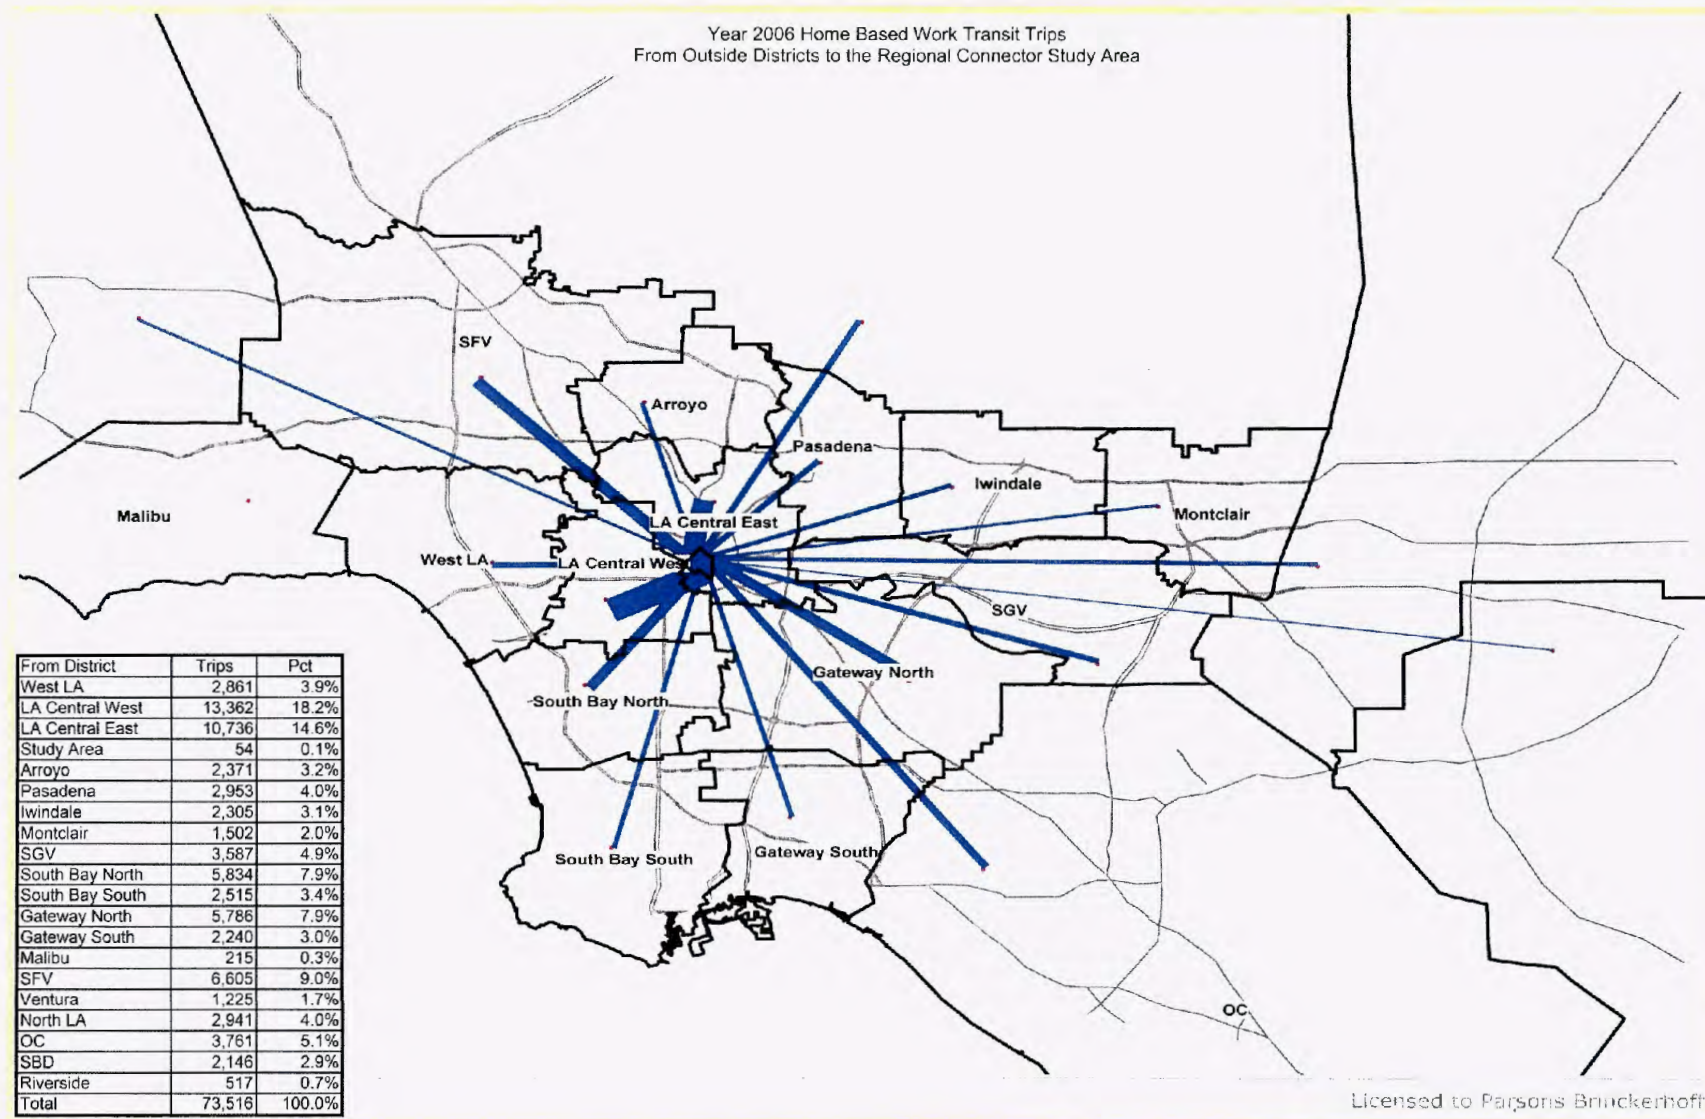 Year 2006 Home Based Work Transit Trips
From Outside Districts to the Regional Connector Study Area
SFV
Arroyo
Pasadena
Iwindale
Malibu
Montclair
LA Central East
West LA
LA Central Wes
SGV
Gateway North
South Bay North
South Bay South
Gateway South
OC
From District Trips Pct
West LA 2,861 3.9%
LA Central West 13,362 18.2%
LA Central East 10,736 14.6%
Study Area 54 0.1%
Arroyo 2,371 3.2%
Pasadena 2,953 4.0%
Iwindale 2,305 3.1%
Montclair 1,502 2.0%
SGV 3,587 4.9%
South Bay North 5,834 7.9%
South Bay South 2,515 3.4%
Gateway North 5,786 7.9%
Gateway South 2,240 3.0%
Malibu 215 0.3%
SFV 6,605 9.0%
Ventura 1,225 1.7%
North LA 2,941 4.0%
OC 3,761 5.1%
SBD 2,146 2.9%
Riverside 517 0.7%
Total 73,516 100.0%
Licensed to Parsons Brinckerhoff